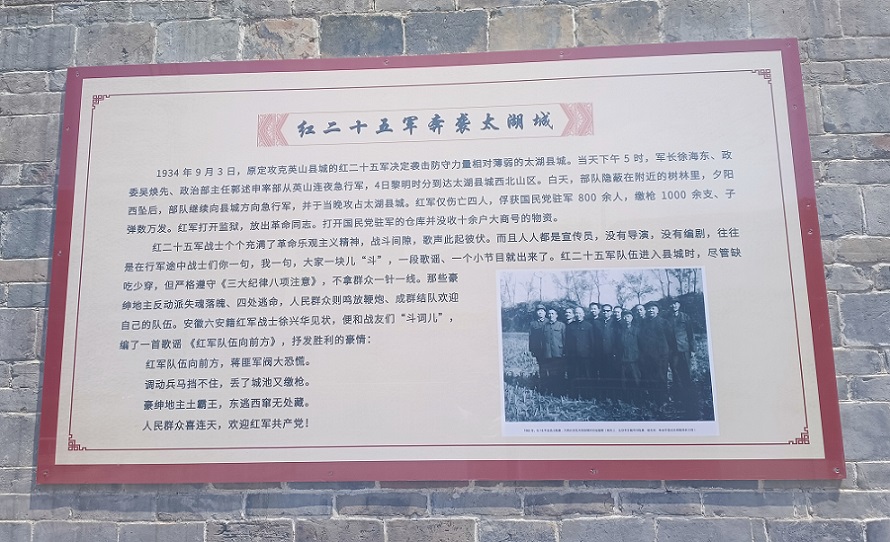 红二十五军奔袭太湖城
1934 年 9 月 3 日，原定攻克英山县城的红二十五军决定袭击防守力量相对薄弱的太湖县城。当天下午 5 时，军长徐海东、政
委吴焕先、政治部主任郭述申率部从英山连夜急行军，4日黎明时分到达太湖县城西北山区。白天，部队隐蔽在附近的树林里，夕阳
西坠后，部队继续向县城方向急行军，并于当晚攻占太湖县城。红军仅伤亡四人，俘获国民党驻军 800 余人，缴枪 1000 余支、子
弹数万发。红军打开监狱，放出革命同志。打开国民党驻军的仓库并没收十余户大商号的物资。
红二十五军战士个个充满了革命乐观主义精神，战斗间隙，歌声此起彼伏。而且人人都是宣传员，没有导演，没有编剧，往往
是在行军途中战士们你一句，我一句，大家一块儿“斗”，一段歌谣、一个小节目就出来了。红二十五军队伍进入县城时，尽管缺
吃少穿，但严格遵守《三大纪律八项注意》，不拿群众一针一线。那些豪
绅地主反动派失魂落魄、四处逃命，人民群众则鸣放鞭炮、成群结队欢迎
自己的队伍。安徽六安籍红军战士徐兴华见状，便和战友们“斗词儿”，
编了一首歌谣《红军队伍向前方》，抒发胜利的豪情：
红军队伍向前方，蒋匪军阀大恐慌。
调动兵马挡不住，丢了城池又缴枪。
豪绅地主土霸王，东逃西窜无处藏。
人民群众喜连天，欢迎红军共产党！